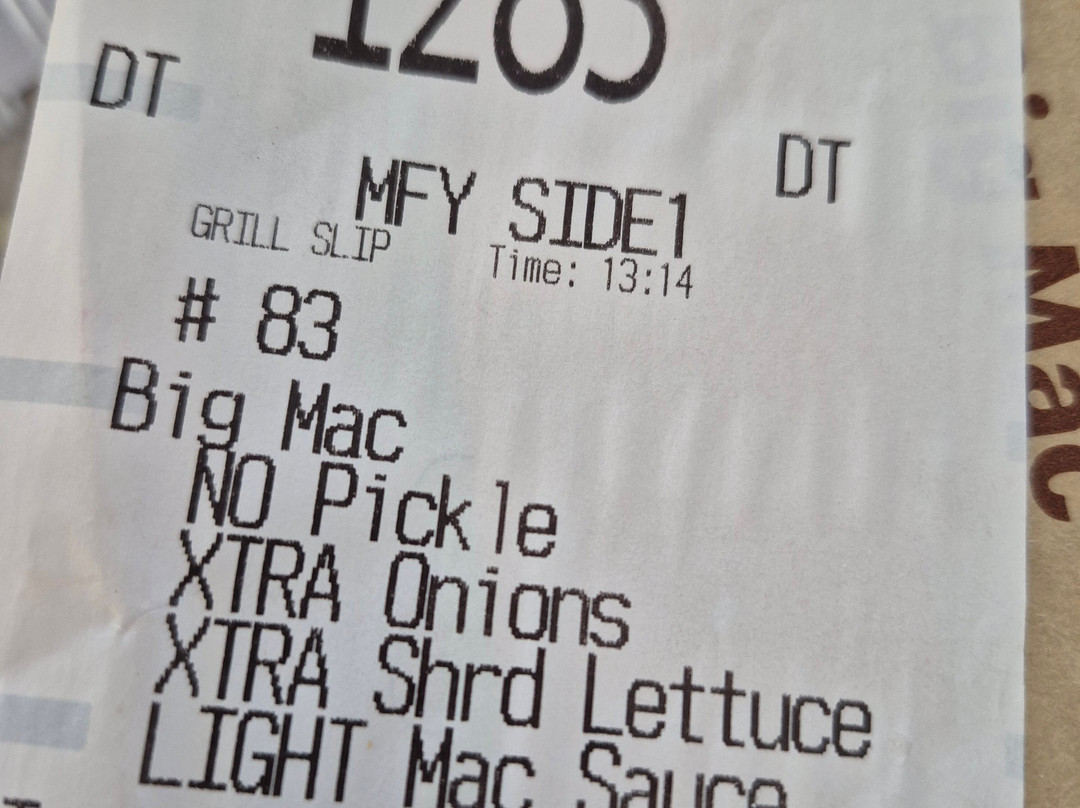 DT
DT
MFY SIDE1
GRILL SLIP Time: 13:14
# 83
Big Mac
NO Pickle
XTRA Onions
XTRA Shrd Lettuce
LIGHT Mac Sauce
Mac